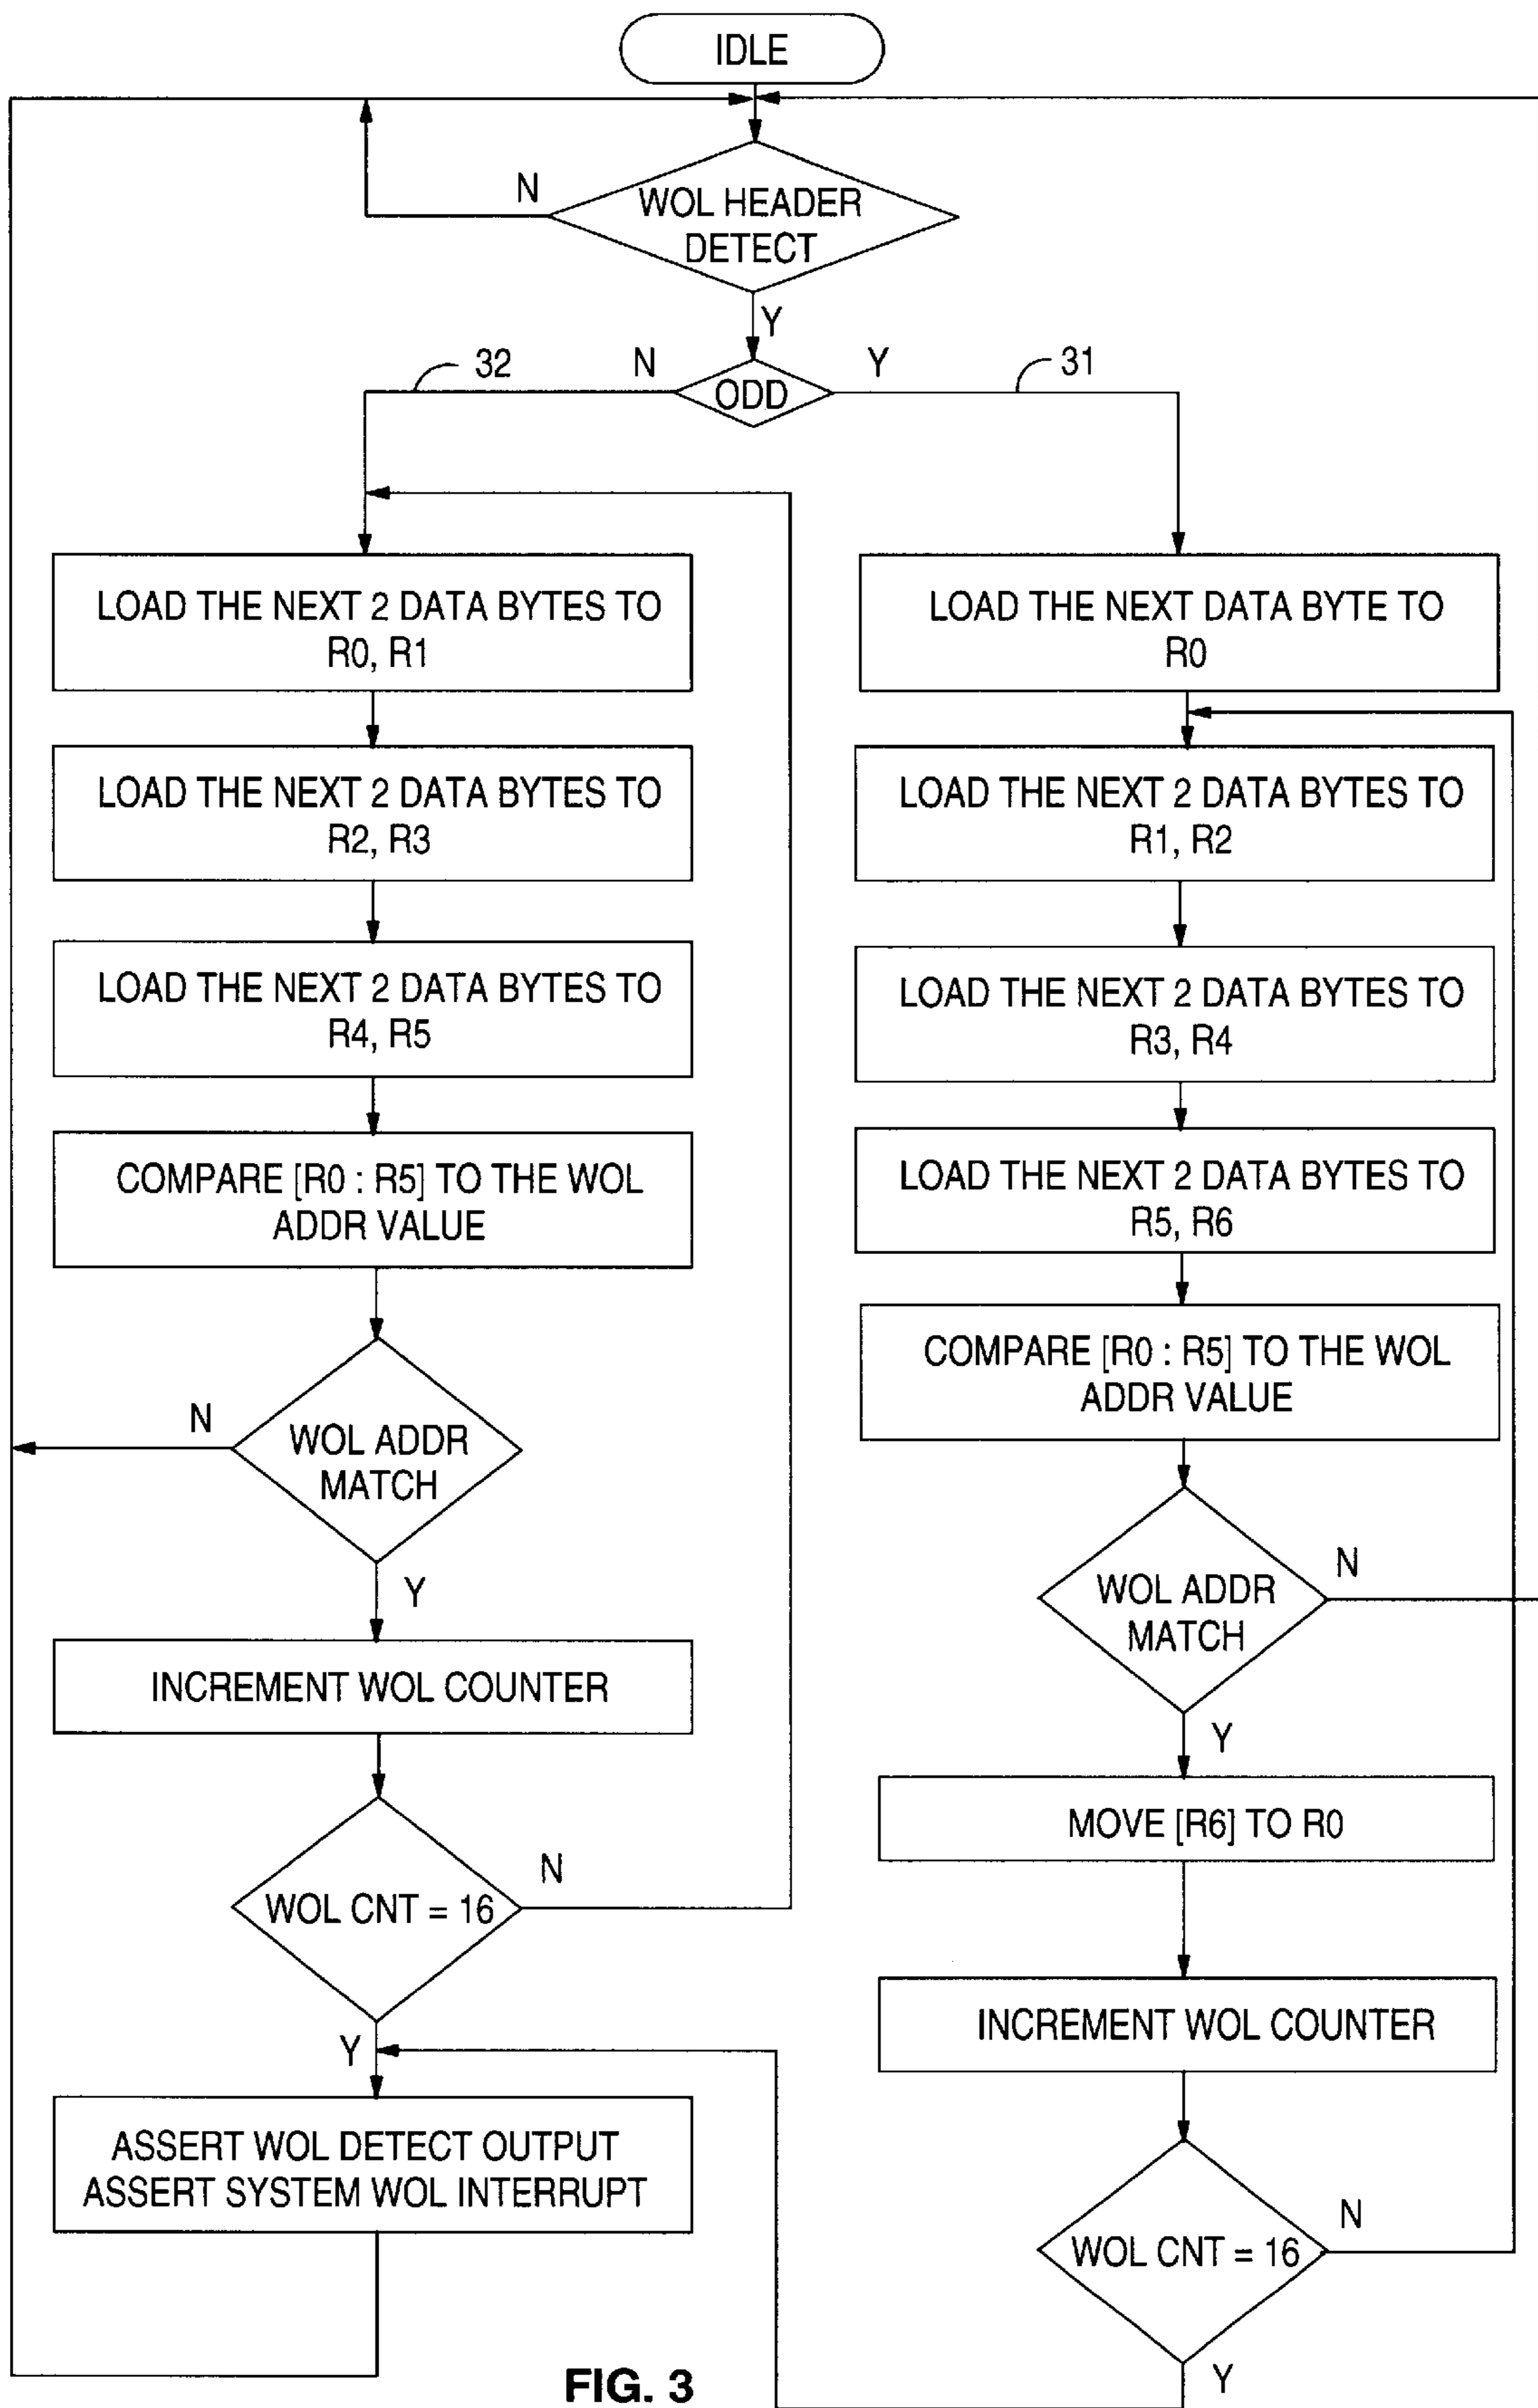 IDLE
WOL HEADER
DETECT
N
Y
ODD
N
32
Y
31
LOAD THE NEXT 2 DATA BYTES TO
R0, R1
LOAD THE NEXT 2 DATA BYTES TO
R2, R3
LOAD THE NEXT 2 DATA BYTES TO
R4, R5
COMPARE [R0 : R5] TO THE WOL
ADDR VALUE
WOL ADDR
MATCH
N
Y
INCREMENT WOL COUNTER
WOL CNT = 16
N
Y
ASSERT WOL DETECT OUTPUT
ASSERT SYSTEM WOL INTERRUPT
LOAD THE NEXT DATA BYTE TO
R0
LOAD THE NEXT 2 DATA BYTES TO
R1, R2
LOAD THE NEXT 2 DATA BYTES TO
R3, R4
LOAD THE NEXT 2 DATA BYTES TO
R5, R6
COMPARE [R0 : R5] TO THE WOL
ADDR VALUE
WOL ADDR
MATCH
N
Y
MOVE [R6] TO R0
INCREMENT WOL COUNTER
WOL CNT = 16
N
Y
FIG. 3